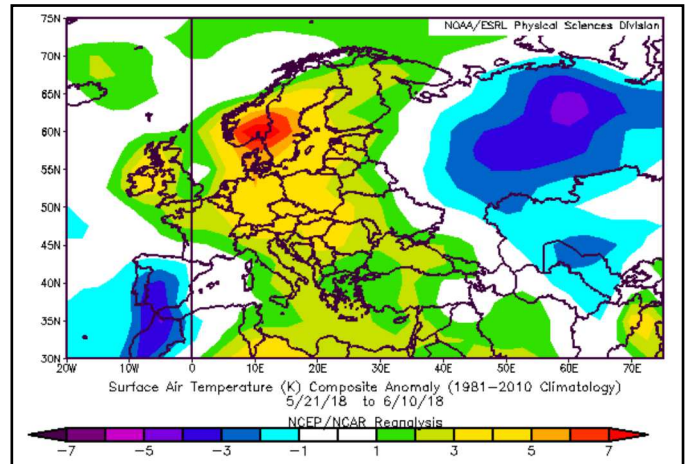 NOAA/ESRL Physical Sciences Division
75N
70N
65N
60N
55N
50N
45N
40N
35N
30N
20W 10W 0 10E 20E 30E 40E 50E 60E 70E
Surface Air Temperature (K) Composite Anomaly (1981-2010 Climatology)
5/21/18 to 6/10/18
NCEP/NCAR Reanalysis
-7 -5 -3 -1 1 3 5 7